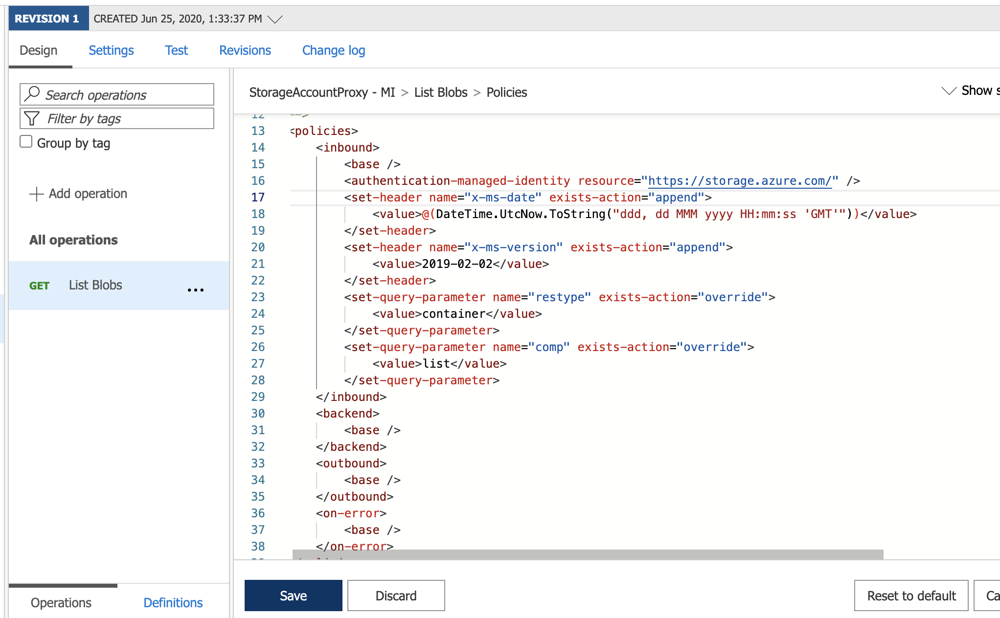 REVISION 1 CREATED Jun 25, 2020, 1:33:37 PM
Design Settings Test Revisions Change log
Search operations
Filter by tags
Group by tag
Add operation
All operations
GET List Blobs ...
Operations Definitions
StorageAccountProxy - MI > List Blobs > Policies
Show
12 -->
13 <policies>
14 <inbound>
15 <base />
16 <authentication-managed-identity resource="https://storage.azure.com/" />
17 <set-header name="x-ms-date" exists-action="append">
18 <value>@(DateTime.UtcNow.ToString("ddd, dd MMM yyyy HH:mm:ss 'GMT'"))</value>
19 </set-header>
20 <set-header name="x-ms-version" exists-action="append">
21 <value>2019-02-02</value>
22 </set-header>
23 <set-query-parameter name="restype" exists-action="override">
24 <value>container</value>
25 </set-query-parameter>
26 <set-query-parameter name="comp" exists-action="override">
27 <value>list</value>
28 </set-query-parameter>
29 </inbound>
30 <backend>
31 <base />
32 </backend>
33 <outbound>
34 <base />
35 </outbound>
36 <on-error>
37 <base />
38 </on-error>
Save Discard Reset to default